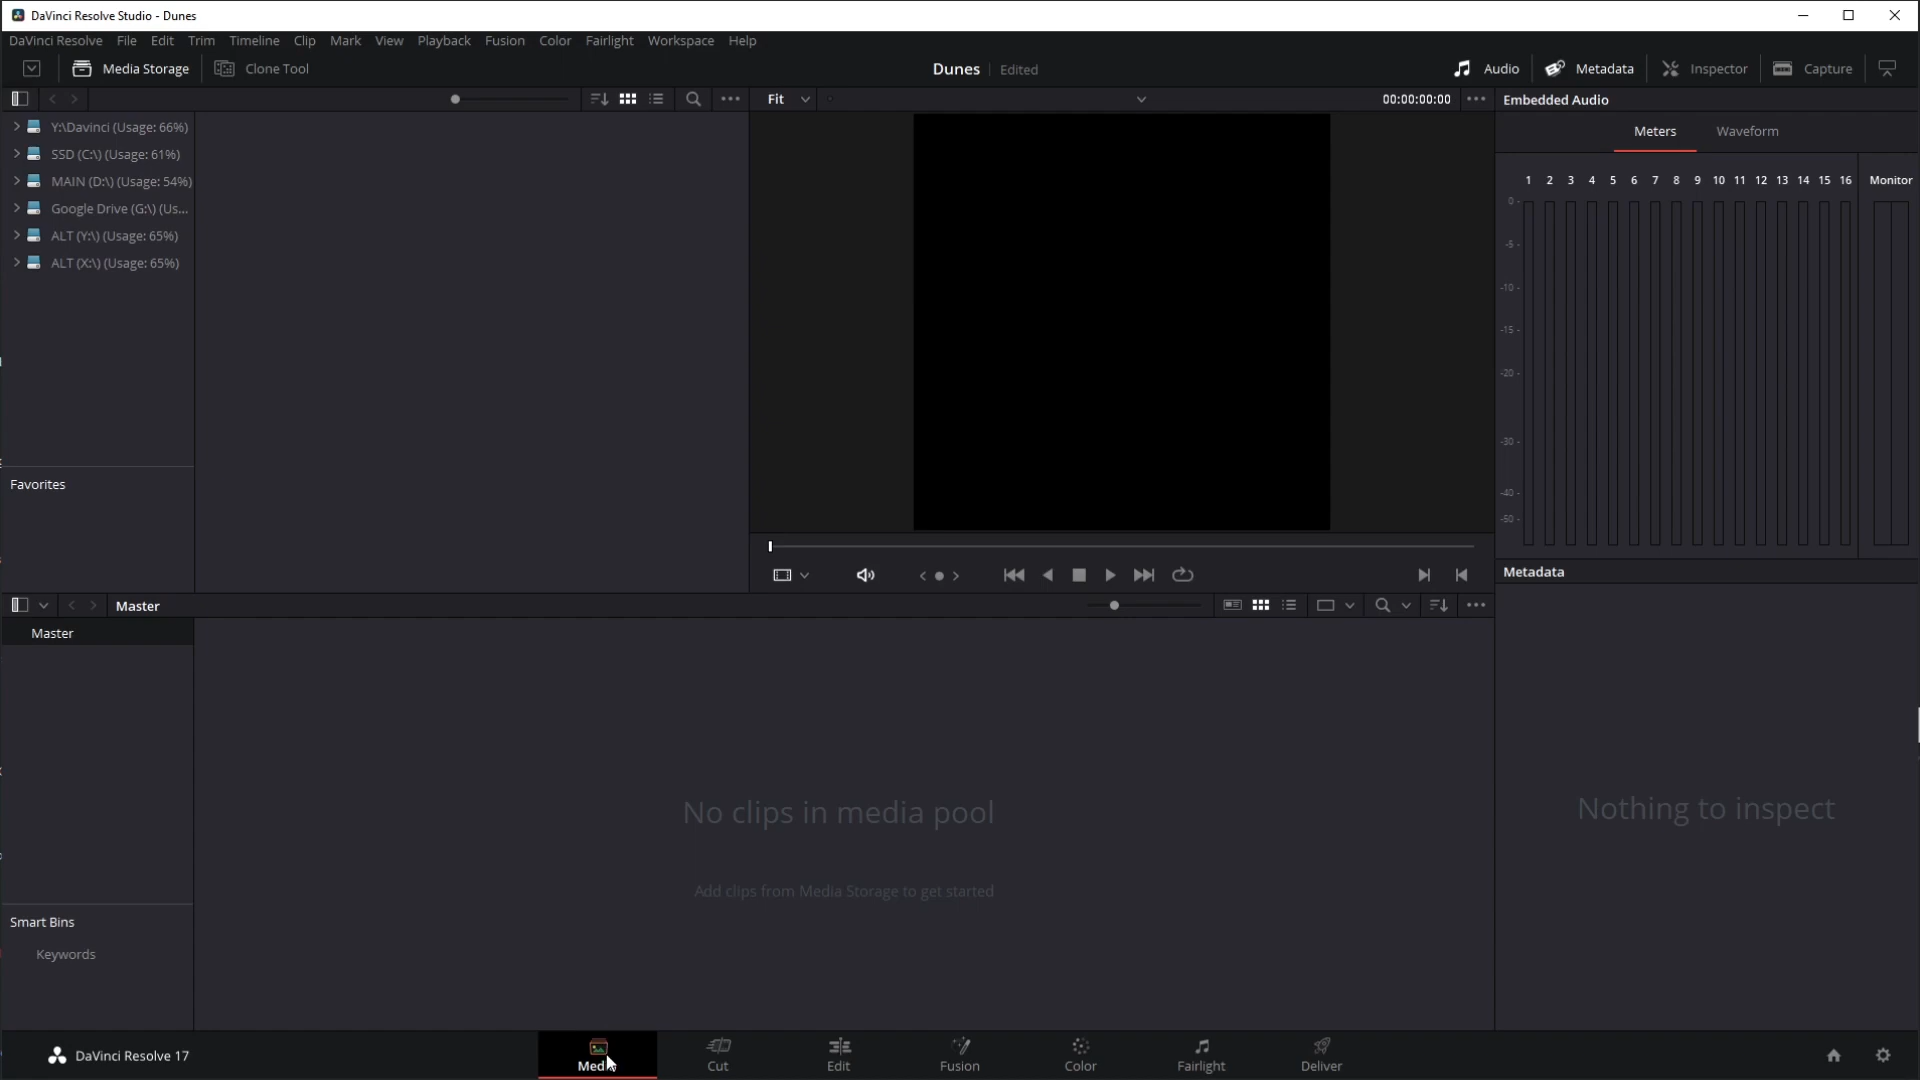 DaVinci Resolve Studio - Dunes
DaVinci Resolve File Edit Trim Timeline Clip Mark View Playback Fusion Color Fairlight Workspace Help
Media Storage Clone Tool Dunes Edited Audio Metadata Inspector Capture
Fit 00:00:00:00 Embedded Audio
Meters Waveform
Y:\Davinci (Usage: 66%)
SSD (C:\) (Usage: 61%)
MAIN (D:\) (Usage: 54%)
Google Drive (G:\) (Us...
ALT (Y:\) (Usage: 65%)
ALT (X:\) (Usage: 65%)
1 2 3 4 5 6 7 8 9 10 11 12 13 14 15 16 Monitor
0 -
-5 -
-10 -
-15 -
-20 -
-30 -
-40 -
-50 -
Favorites
Metadata
Master
Master
No clips in media pool
Add clips from Media Storage to get started
Nothing to inspect
Smart Bins
Keywords
DaVinci Resolve 17 Media Cut Edit Fusion Color Fairlight Deliver